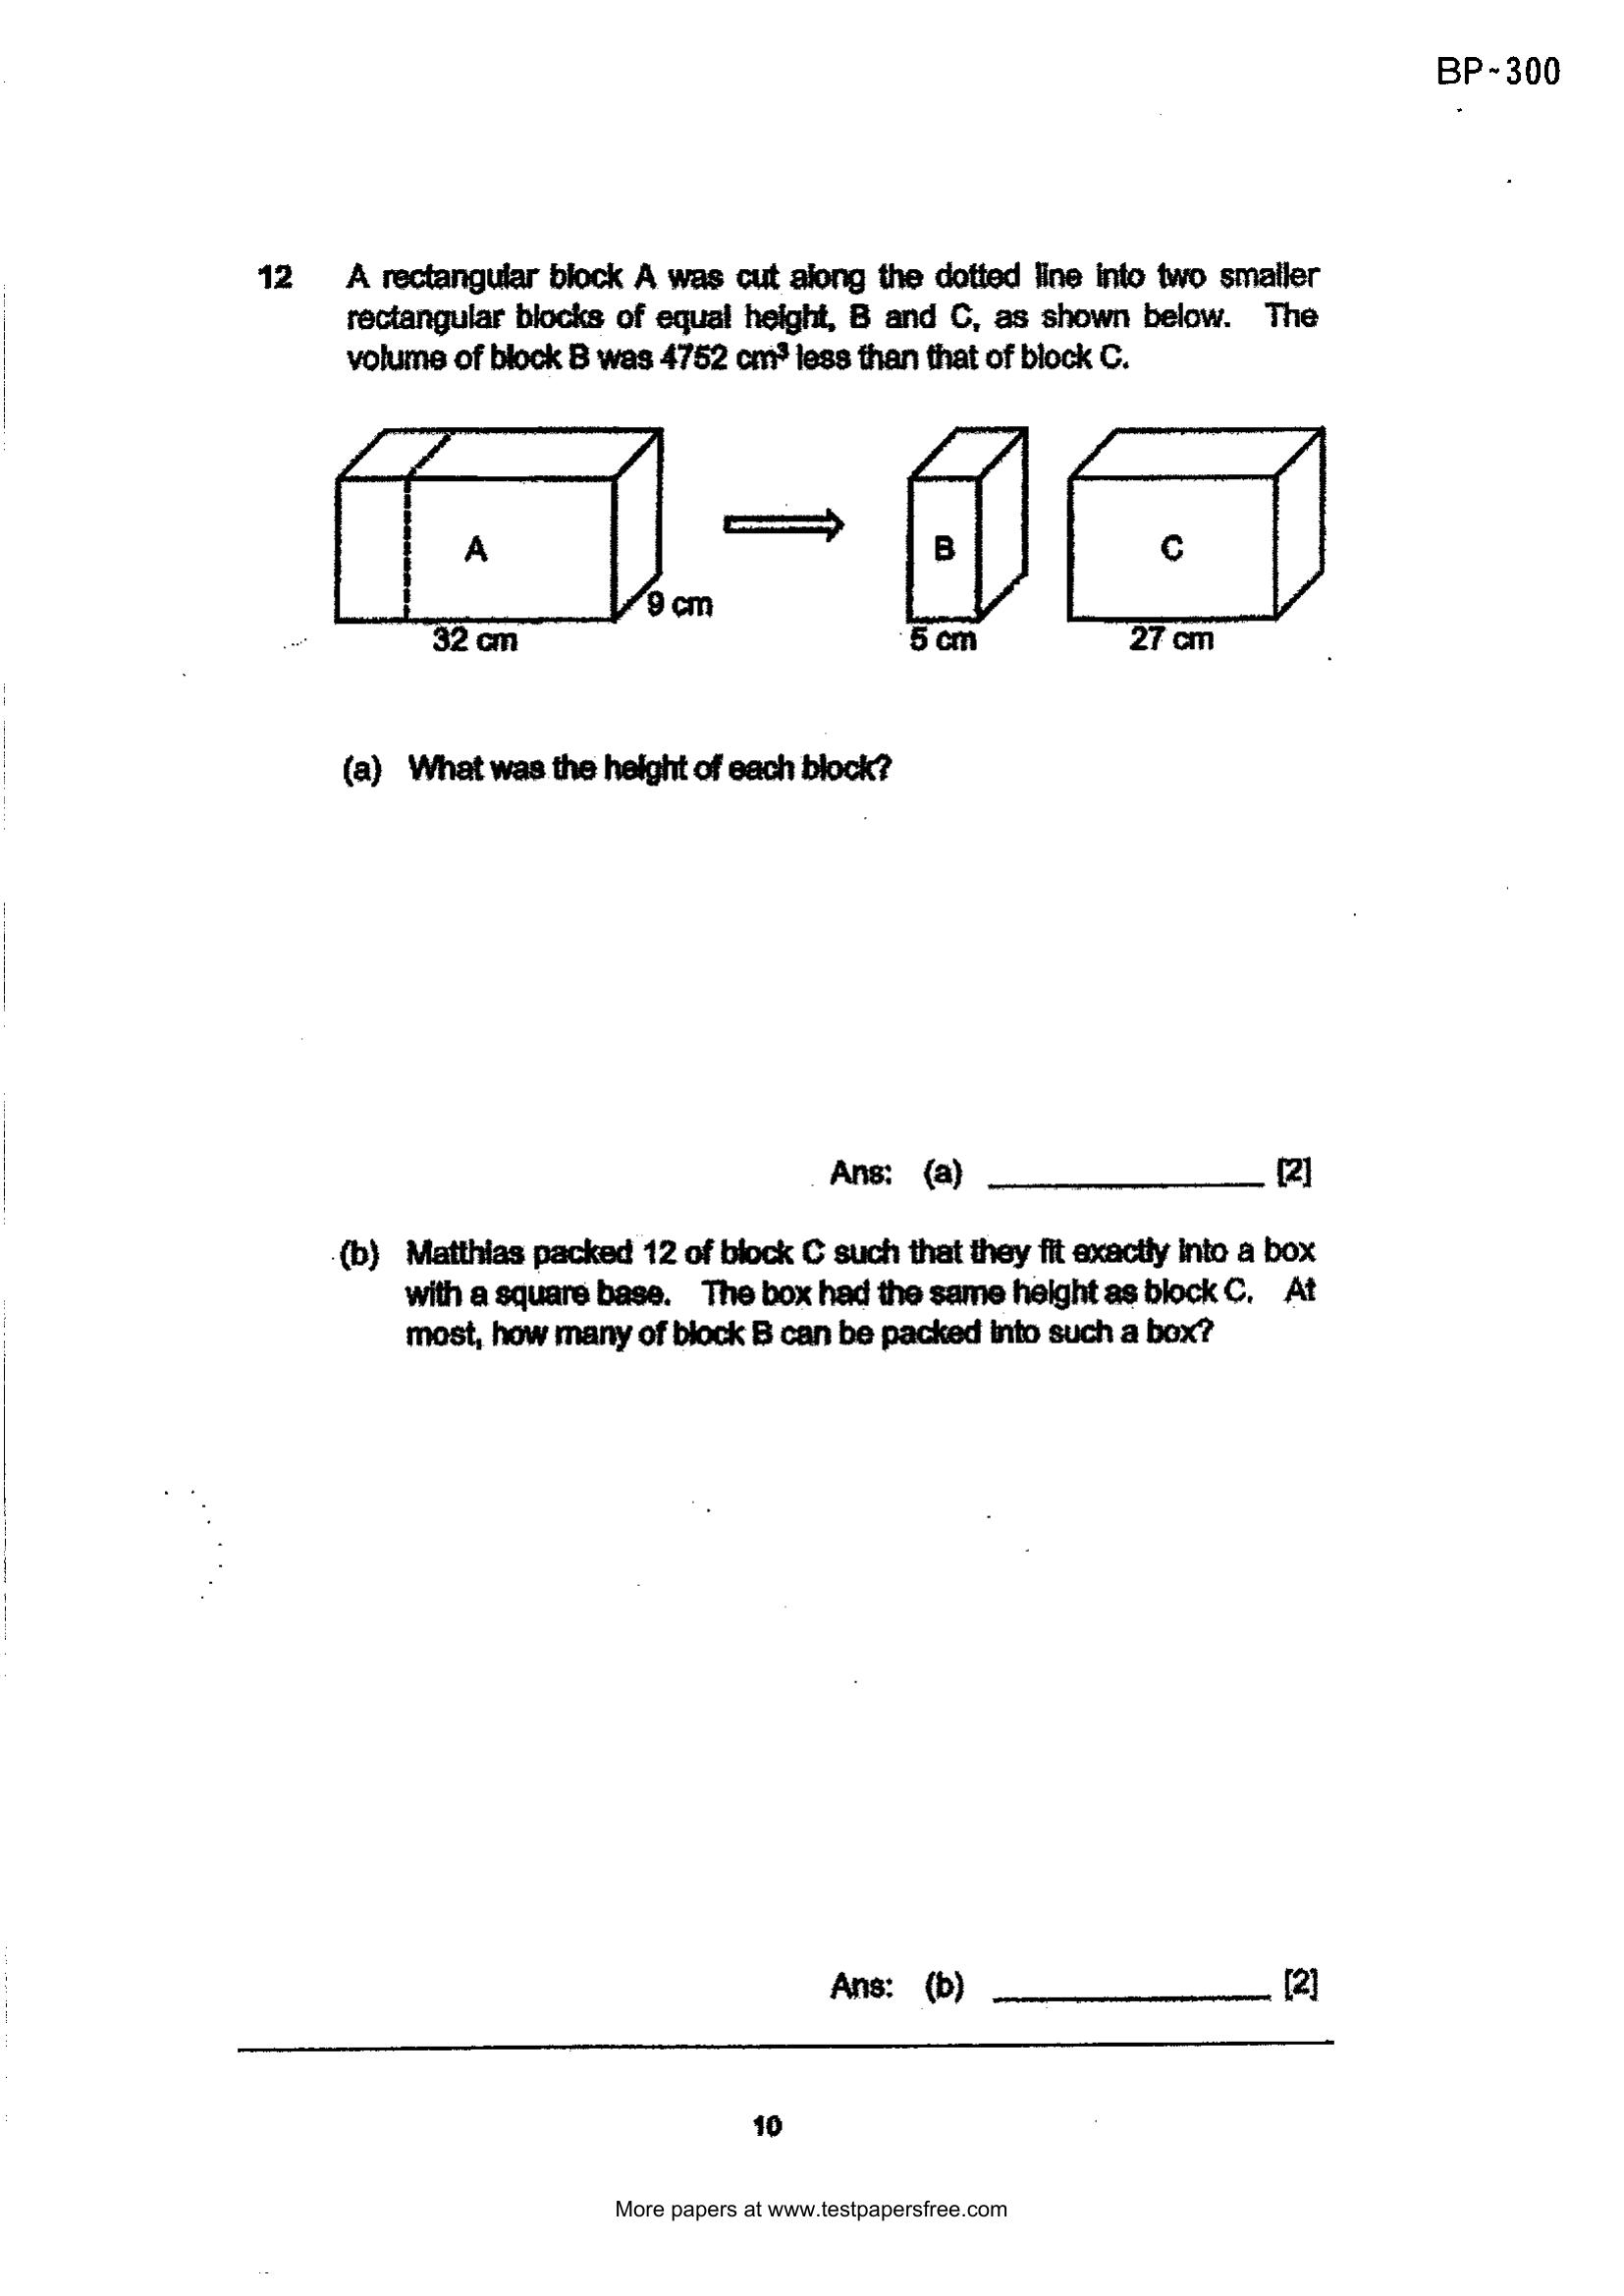 BP~300
12 A rectangular block A was cut along the dotted line into two smaller
rectangular blocks of equal height, B and C, as shown below. The
volume of block B was 4752 cm³ less than that of block C.
A
B
C
9 cm
32 cm
5 cm
27 cm
(a) What was the height of each block?
Ans: (a) ______________ [2]
(b) Matthias packed 12 of block C such that they fit exactly into a box
with a square base. The box had the same height as block C. At
most, how many of block B can be packed into such a box?
Ans: (b) ______________ [2]
10
More papers at www.testpapersfree.com